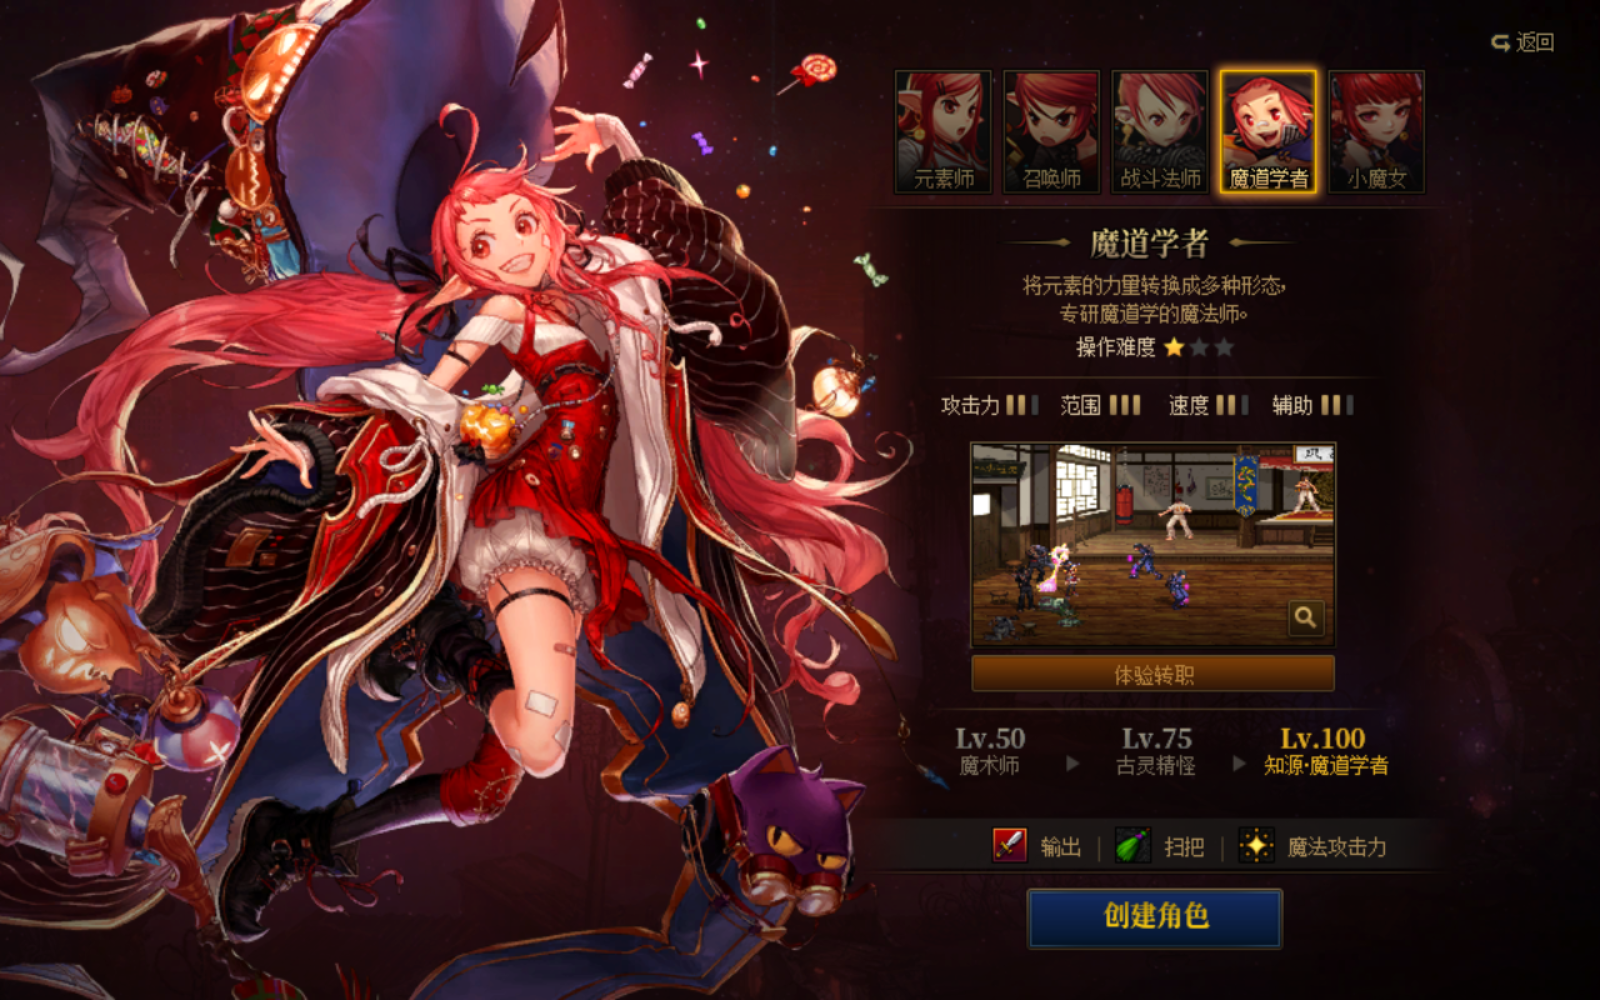 返回
元素师
召唤师
战斗法师
魔道学者
小魔女
魔道学者
将元素的力量转换成多种形态，
专研魔道学的魔法师。
操作难度
攻击力 范围 速度 辅助
体验转职
Lv.50 Lv.75 Lv.100
魔术师 古灵精怪 知源·魔道学者
输出 | 扫把 | 魔法攻击力
创建角色